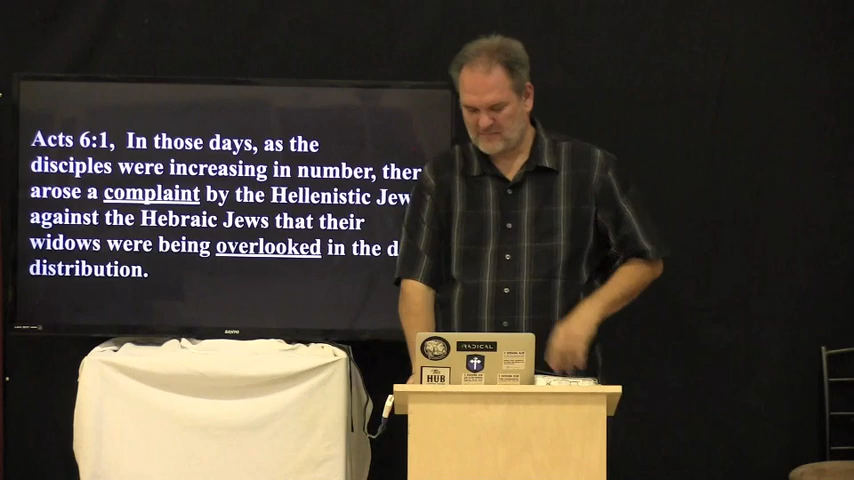 Acts 6:1, In those days, as the
disciples were increasing in number, ther
arose a complaint by the Hellenistic Jew
against the Hebraic Jews that their
widows were being overlooked in the d
distribution.
SANYO
RADICAL
HUB